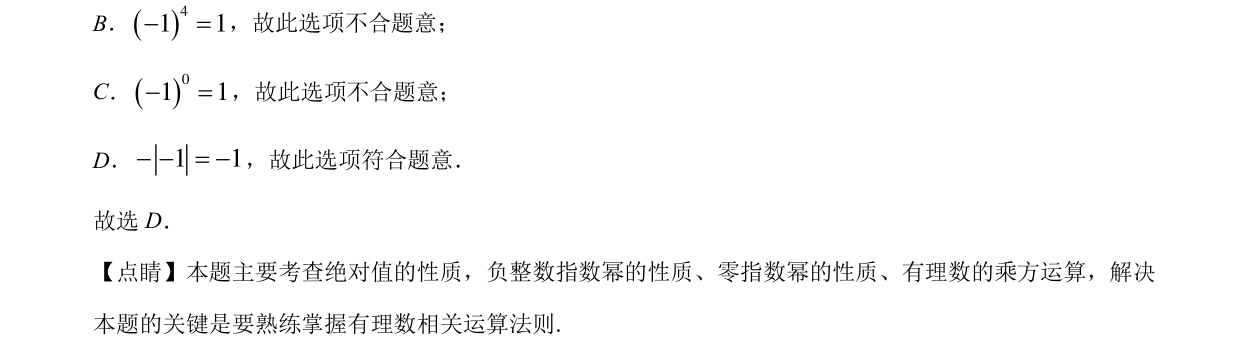 B．(−1)⁴ =1，故此选项不合题意；
C．(−1)⁰ =1，故此选项不合题意；
D．−|−1| = −1，故此选项符合题意．
故选 D．
【点睛】本题主要考查绝对值的性质，负整数指数幂的性质、零指数幂的性质、有理数的乘方运算，解决
本题的关键是要熟练掌握有理数相关运算法则.